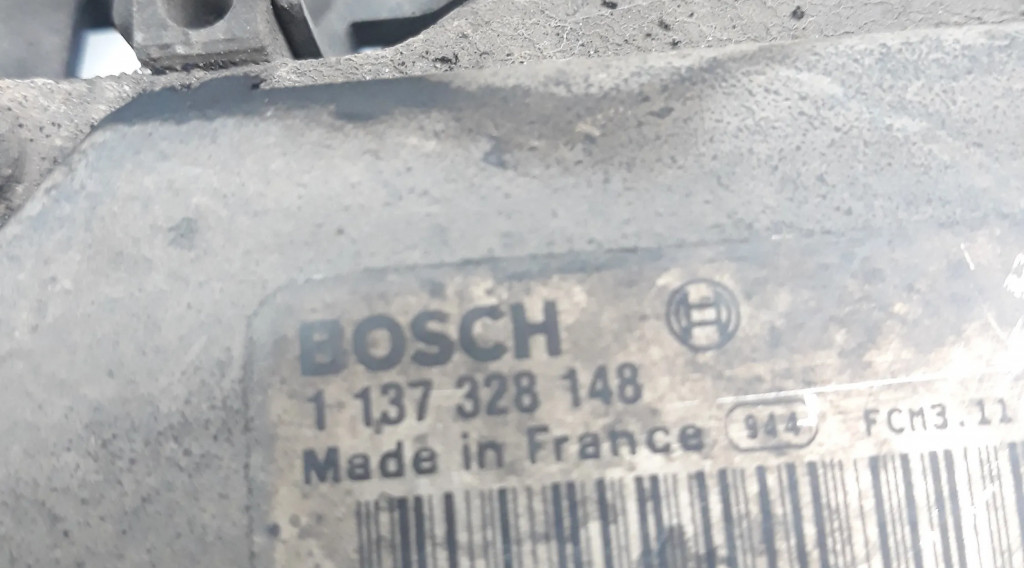 BOSCH
1 137 328 148
Made in France 944 FCM3.11